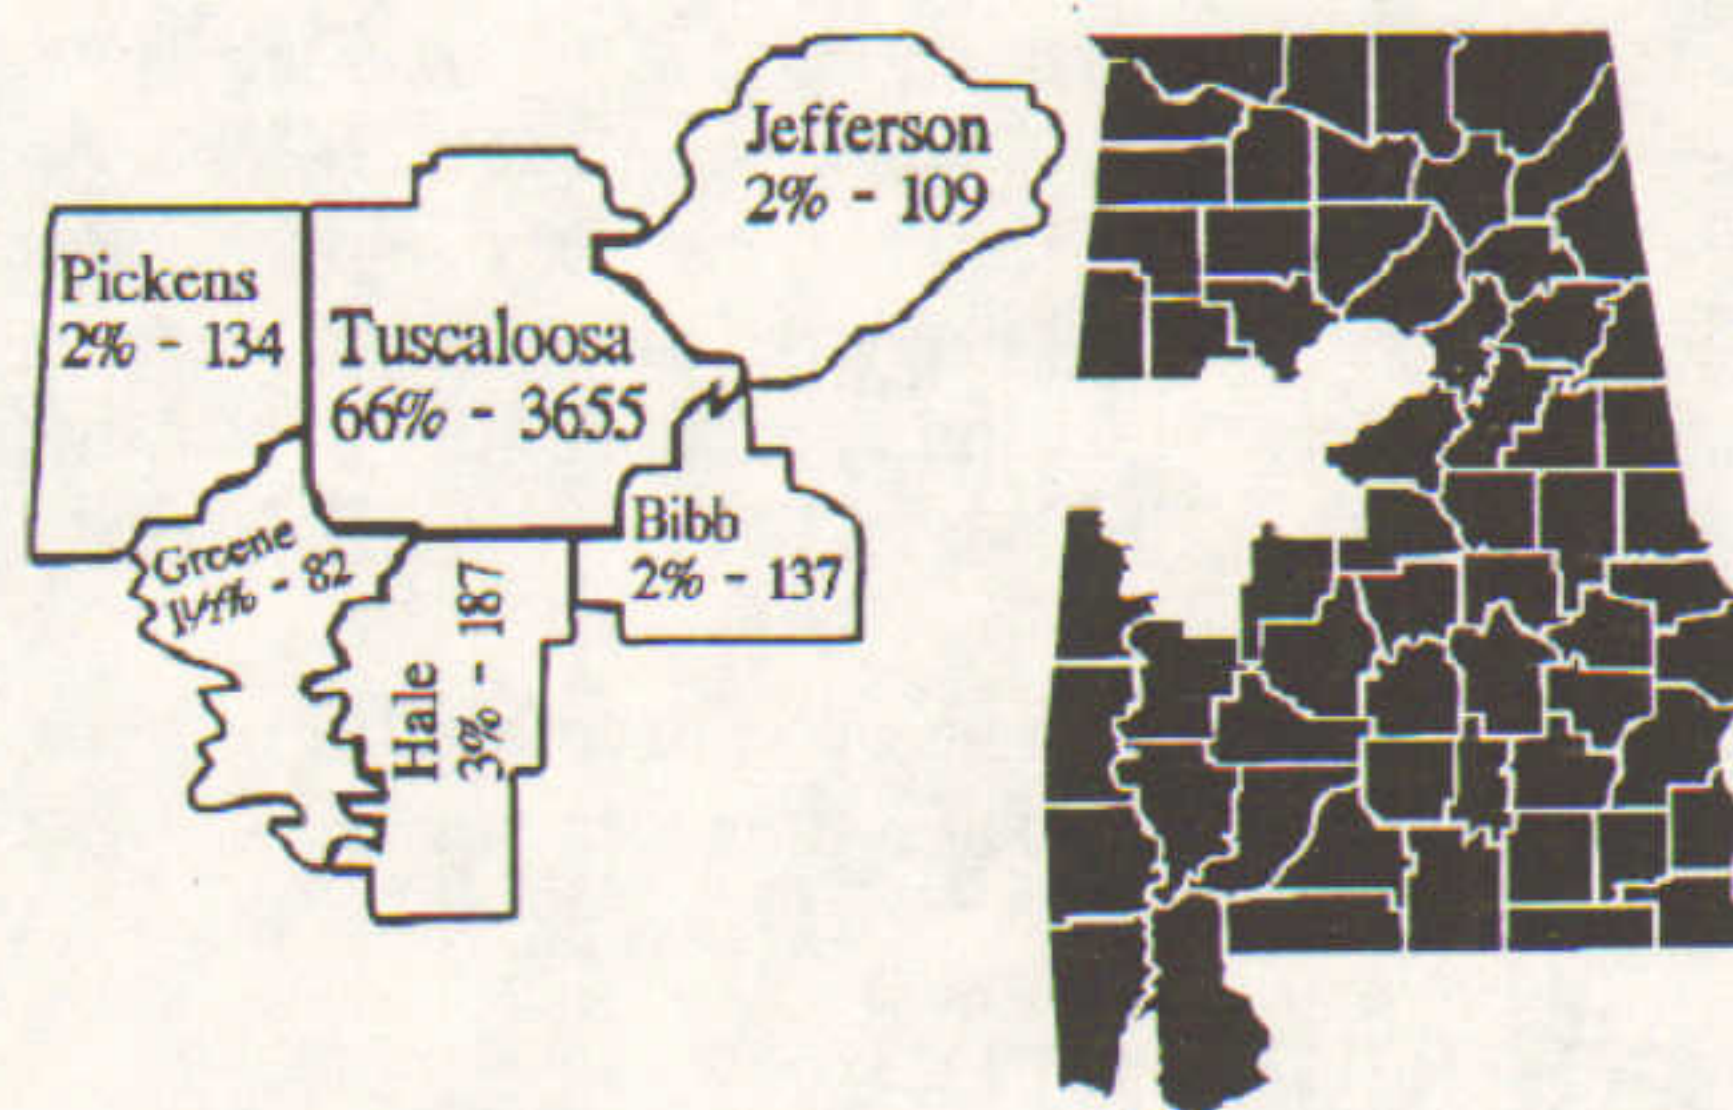 Jefferson
2% - 109
Pickens
2% - 134
Tuscaloosa
66% - 3655
Bibb
2% - 137
Greene
- 82
Hale
3% - 187